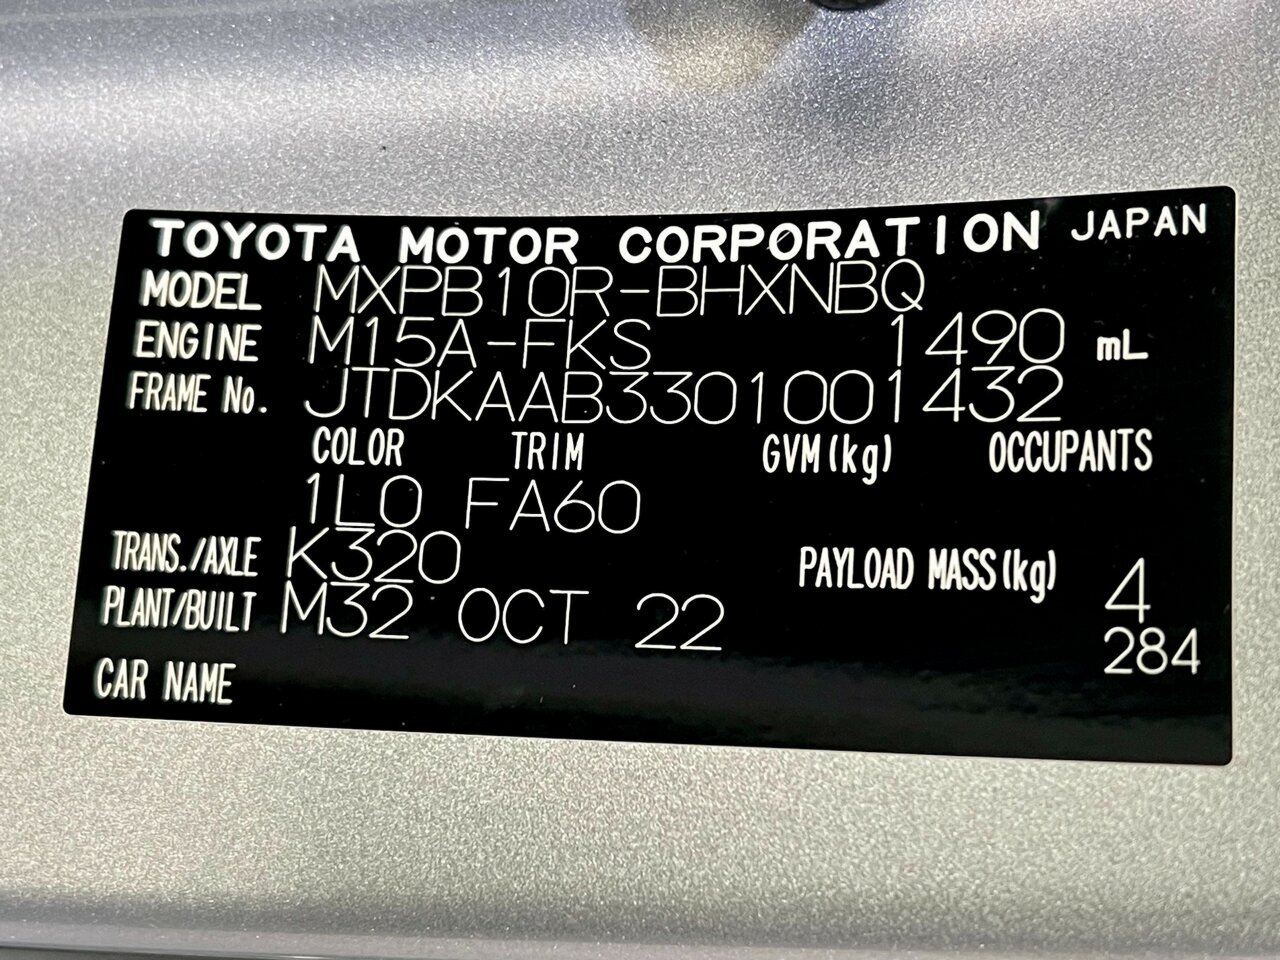 TOYOTA MOTOR CORPORATION JAPAN
MODEL MXPB10R-BHXNBQ
ENGINE M15A-FKS 1490 mL
FRAME No. JTDKAAB3301001432
COLOR TRIM GVM(kg) OCCUPANTS
1L0 FA60
TRANS./AXLE K320 PAYLOAD MASS(kg) 4
PLANT/BUILT M32 OCT 22 284
CAR NAME